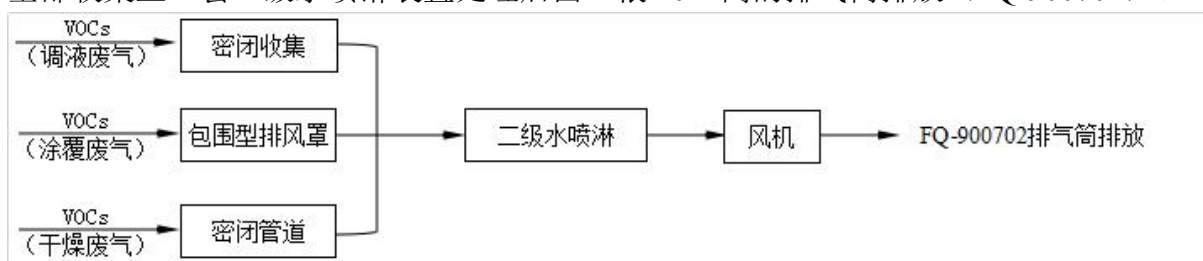 VOCs
（调液废气）
密闭收集
VOCs
（涂覆废气）
包围型排风罩
二级水喷淋
风机
FQ-900702排气筒排放
VOCs
（干燥废气）
密闭管道